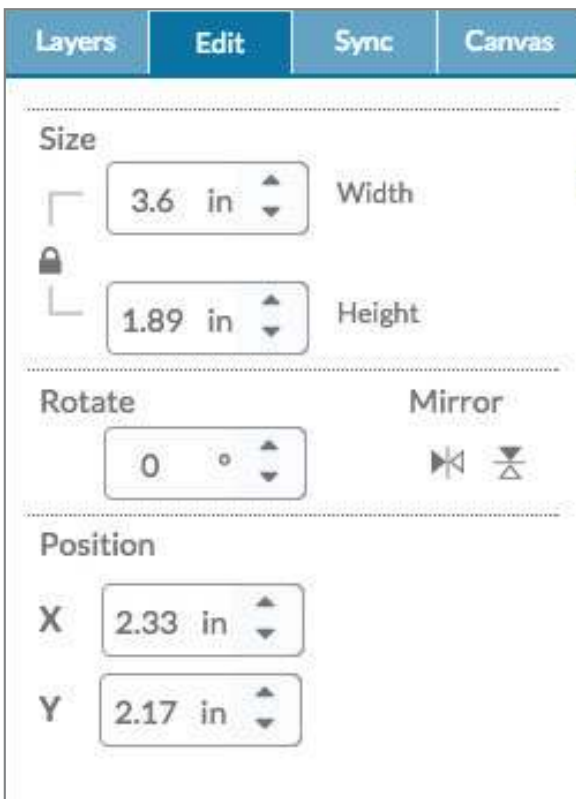 Layers Edit Sync Canvas
Size
3.6 in Width
1.89 in Height
Rotate Mirror
0 °
Position
X 2.33 in
Y 2.17 in